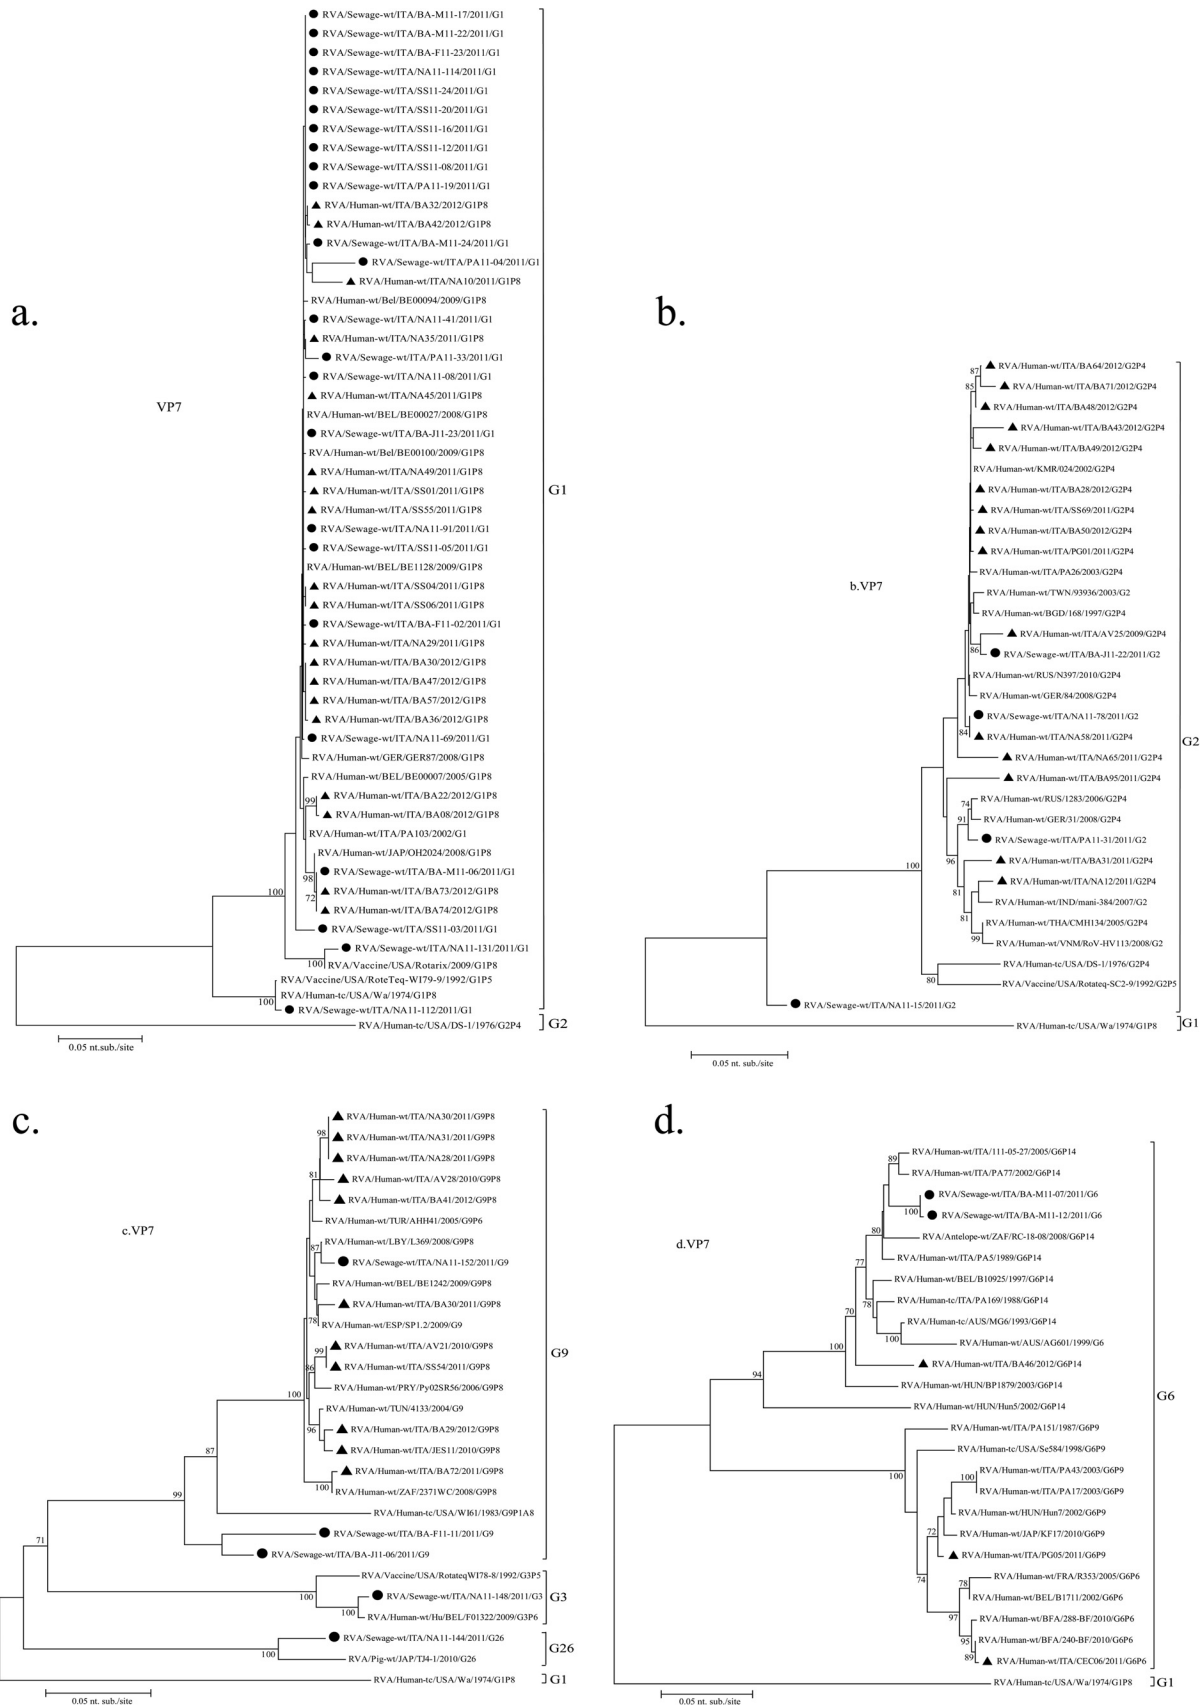 a.
VP7
RVA/Sewage-wt/ITA/BA-M11-17/2011/G1
RVA/Sewage-wt/ITA/BA-M11-22/2011/G1
RVA/Sewage-wt/ITA/BA-F11-23/2011/G1
RVA/Sewage-wt/ITA/NA11-114/2011/G1
RVA/Sewage-wt/ITA/SS11-24/2011/G1
RVA/Sewage-wt/ITA/SS11-20/2011/G1
RVA/Sewage-wt/ITA/SS11-16/2011/G1
RVA/Sewage-wt/ITA/SS11-12/2011/G1
RVA/Sewage-wt/ITA/SS11-08/2011/G1
RVA/Sewage-wt/ITA/PA11-19/2011/G1
RVA/Human-wt/ITA/BA32/2012/G1P8
RVA/Human-wt/ITA/BA42/2012/G1P8
RVA/Sewage-wt/ITA/BA-M11-24/2011/G1
RVA/Sewage-wt/ITA/PA11-04/2011/G1
RVA/Human-wt/ITA/NA10/2011/G1P8
RVA/Human-wt/Bel/BE00094/2009/G1P8
RVA/Sewage-wt/ITA/NA11-41/2011/G1
RVA/Human-wt/ITA/NA35/2011/G1P8
RVA/Sewage-wt/ITA/PA11-33/2011/G1
RVA/Sewage-wt/ITA/NA11-08/2011/G1
RVA/Human-wt/ITA/NA45/2011/G1P8
RVA/Human-wt/BEL/BE00027/2008/G1P8
RVA/Sewage-wt/ITA/BA-J11-23/2011/G1
RVA/Human-wt/Bel/BE00100/2009/G1P8
RVA/Human-wt/ITA/NA49/2011/G1P8
RVA/Human-wt/ITA/SS01/2011/G1P8
RVA/Human-wt/ITA/SS55/2011/G1P8
RVA/Sewage-wt/ITA/NA11-91/2011/G1
RVA/Sewage-wt/ITA/SS11-05/2011/G1
RVA/Human-wt/BEL/BE1128/2009/G1P8
RVA/Human-wt/ITA/SS04/2011/G1P8
RVA/Human-wt/ITA/SS06/2011/G1P8
RVA/Sewage-wt/ITA/BA-F11-02/2011/G1
RVA/Human-wt/ITA/NA29/2011/G1P8
RVA/Human-wt/ITA/BA30/2012/G1P8
RVA/Human-wt/ITA/BA47/2012/G1P8
RVA/Human-wt/ITA/BA57/2012/G1P8
RVA/Human-wt/ITA/BA36/2012/G1P8
RVA/Sewage-wt/ITA/NA11-69/2011/G1
RVA/Human-wt/GER/GER87/2008/G1P8
RVA/Human-wt/BEL/BE00007/2005/G1P8
99 RVA/Human-wt/ITA/BA22/2012/G1P8
RVA/Human-wt/ITA/BA08/2012/G1P8
RVA/Human-wt/ITA/PA103/2002/G1
RVA/Human-wt/JAP/OH2024/2008/G1P8
98 RVA/Sewage-wt/ITA/BA-M11-06/2011/G1
100 72 RVA/Human-wt/ITA/BA73/2012/G1P8
RVA/Human-wt/ITA/BA74/2012/G1P8
RVA/Sewage-wt/ITA/SS11-03/2011/G1
RVA/Sewage-wt/ITA/NA11-131/2011/G1
100 RVA/Vaccine/USA/Rotarix/2009/G1P8
RVA/Vaccine/USA/RoteTeq-WI79-9/1992/G1P5
100 RVA/Human-tc/USA/Wa/1974/G1P8
RVA/Sewage-wt/ITA/NA11-112/2011/G1
RVA/Human-tc/USA/DS-1/1976/G2P4
G1
G2
0.05 nt.sub./site
b.
b.VP7
87 RVA/Human-wt/ITA/BA64/2012/G2P4
85 RVA/Human-wt/ITA/BA71/2012/G2P4
RVA/Human-wt/ITA/BA48/2012/G2P4
RVA/Human-wt/ITA/BA43/2012/G2P4
RVA/Human-wt/ITA/BA49/2012/G2P4
RVA/Human-wt/KMR/024/2002/G2P4
RVA/Human-wt/ITA/BA28/2012/G2P4
RVA/Human-wt/ITA/SS69/2011/G2P4
RVA/Human-wt/ITA/BA50/2012/G2P4
RVA/Human-wt/ITA/PG01/2011/G2P4
RVA/Human-wt/ITA/PA26/2003/G2P4
RVA/Human-wt/TWN/93936/2003/G2
RVA/Human-wt/BGD/168/1997/G2P4
RVA/Human-wt/ITA/AV25/2009/G2P4
86 RVA/Sewage-wt/ITA/BA-J11-22/2011/G2
RVA/Human-wt/RUS/N397/2010/G2P4
RVA/Human-wt/GER/84/2008/G2P4
RVA/Sewage-wt/ITA/NA11-78/2011/G2
84 RVA/Human-wt/ITA/NA58/2011/G2P4
RVA/Human-wt/ITA/NA65/2011/G2P4
RVA/Human-wt/ITA/BA95/2011/G2P4
74 RVA/Human-wt/RUS/1283/2006/G2P4
91 RVA/Human-wt/GER/31/2008/G2P4
RVA/Sewage-wt/ITA/PA11-31/2011/G2
100 96 RVA/Human-wt/ITA/BA31/2011/G2P4
81 RVA/Human-wt/ITA/NA12/2011/G2P4
RVA/Human-wt/IND/mani-384/2007/G2
81 RVA/Human-wt/THA/CMH134/2005/G2P4
99 RVA/Human-wt/VNM/RoV-HV113/2008/G2
RVA/Human-tc/USA/DS-1/1976/G2P4
80 RVA/Vaccine/USA/Rotateq-SC2-9/1992/G2P5
RVA/Sewage-wt/ITA/NA11-15/2011/G2
RVA/Human-tc/USA/Wa/1974/G1P8
G2
G1
0.05 nt. sub./site
c.
c.VP7
RVA/Human-wt/ITA/NA30/2011/G9P8
98 RVA/Human-wt/ITA/NA31/2011/G9P8
RVA/Human-wt/ITA/NA28/2011/G9P8
81 RVA/Human-wt/ITA/AV28/2010/G9P8
RVA/Human-wt/ITA/BA41/2012/G9P8
RVA/Human-wt/TUR/AHH41/2005/G9P6
87 RVA/Human-wt/LBY/L369/2008/G9P8
RVA/Sewage-wt/ITA/NA11-152/2011/G9
RVA/Human-wt/BEL/BE1242/2009/G9P8
RVA/Human-wt/ITA/BA30/2011/G9P8
78 RVA/Human-wt/ESP/SP1.2/2009/G9
99 RVA/Human-wt/ITA/AV21/2010/G9P8
86 RVA/Human-wt/ITA/SS54/2011/G9P8
100 RVA/Human-wt/PRY/Py02SR56/2006/G9P8
RVA/Human-wt/TUN/4133/2004/G9
96 RVA/Human-wt/ITA/BA29/2012/G9P8
87 RVA/Human-wt/ITA/JES11/2010/G9P8
RVA/Human-wt/ITA/BA72/2011/G9P8
100 RVA/Human-wt/ZAF/2371WC/2008/G9P8
99 RVA/Human-tc/USA/WI61/1983/G9P1A8
RVA/Sewage-wt/ITA/BA-F11-11/2011/G9
71 RVA/Sewage-wt/ITA/BA-J11-06/2011/G9
RVA/Vaccine/USA/RotateqWI78-8/1992/G3P5
100 RVA/Sewage-wt/ITA/NA11-148/2011/G3
100 RVA/Human-wt/Hu/BEL/F01322/2009/G3P6
RVA/Sewage-wt/ITA/NA11-144/2011/G26
100 RVA/Pig-wt/JAP/TJ4-1/2010/G26
RVA/Human-tc/USA/Wa/1974/G1P8
G9
G3
G26
G1
0.05 nt. sub./site
d.
d.VP7
89 RVA/Human-wt/ITA/111-05-27/2005/G6P14
RVA/Human-wt/ITA/PA77/2002/G6P14
RVA/Sewage-wt/ITA/BA-M11-07/2011/G6
100 RVA/Sewage-wt/ITA/BA-M11-12/2011/G6
80 RVA/Antelope-wt/ZAF/RC-18-08/2008/G6P14
RVA/Human-wt/ITA/PA5/1989/G6P14
77 RVA/Human-wt/BEL/B10925/1997/G6P14
78 RVA/Human-tc/ITA/PA169/1988/G6P14
70 RVA/Human-tc/AUS/MG6/1993/G6P14
100 RVA/Human-wt/AUS/AG601/1999/G6
100 RVA/Human-wt/ITA/BA46/2012/G6P14
94 RVA/Human-wt/HUN/BP1879/2003/G6P14
RVA/Human-wt/HUN/Hun5/2002/G6P14
RVA/Human-wt/ITA/PA151/1987/G6P9
RVA/Human-tc/USA/Se584/1998/G6P9
100 100 RVA/Human-wt/ITA/PA43/2003/G6P9
RVA/Human-wt/ITA/PA17/2003/G6P9
RVA/Human-wt/HUN/Hun7/2002/G6P9
72 RVA/Human-wt/JAP/KF17/2010/G6P9
RVA/Human-wt/ITA/PG05/2011/G6P9
74 78 RVA/Human-wt/FRA/R353/2005/G6P6
RVA/Human-wt/BEL/B1711/2002/G6P6
97 RVA/Human-wt/BFA/288-BF/2010/G6P6
95 RVA/Human-wt/BFA/240-BF/2010/G6P6
89 RVA/Human-wt/ITA/CEC06/2011/G6P6
RVA/Human-tc/USA/Wa/1974/G1P8
G6
G1
0.05 nt. sub./site